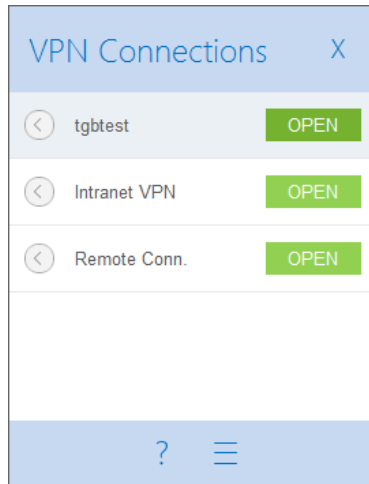 VPN Connections X
tgbtest OPEN
Intranet VPN OPEN
Remote Conn. OPEN
?